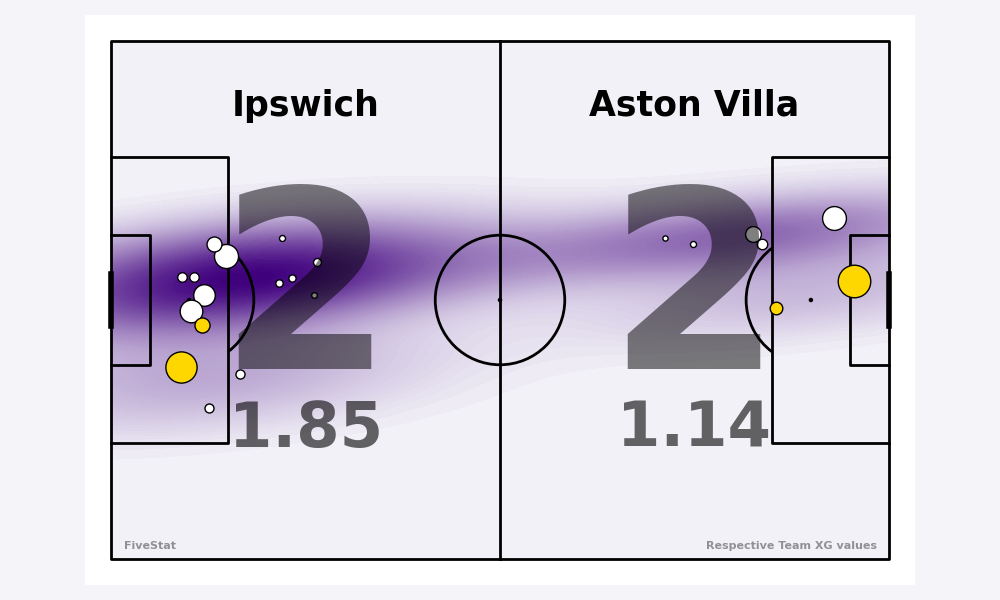 Ipswich
Aston Villa
2
2
1.85
1.14
FiveStat
Respective Team XG values